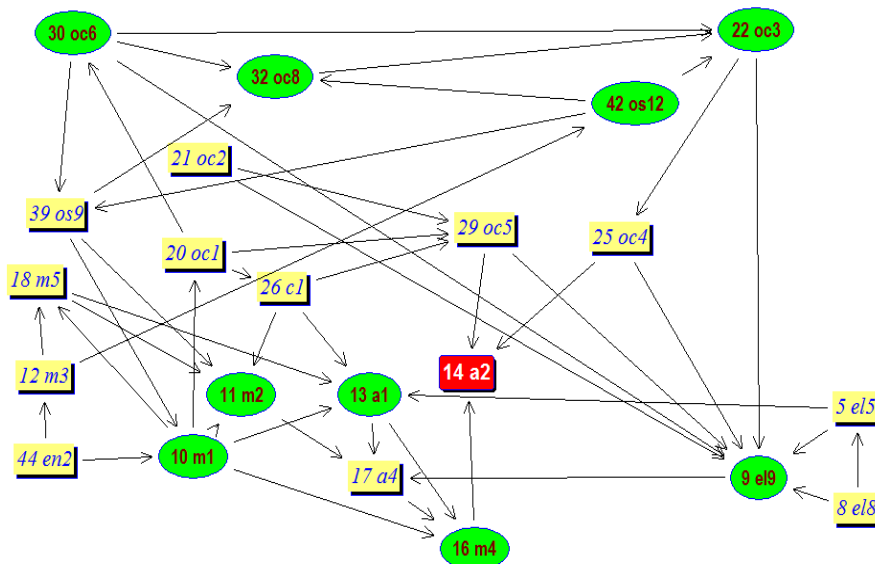 30 oc6
22 oc3
32 oc8
42 os12
21 oc2
39 os9
29 oc5
25 oc4
20 oc1
18 m5
26 c1
12 m3
14 a2
11 m2
13 a1
5 el5
44 en2
10 m1
17 a4
9 el9
8 el8
16 m4